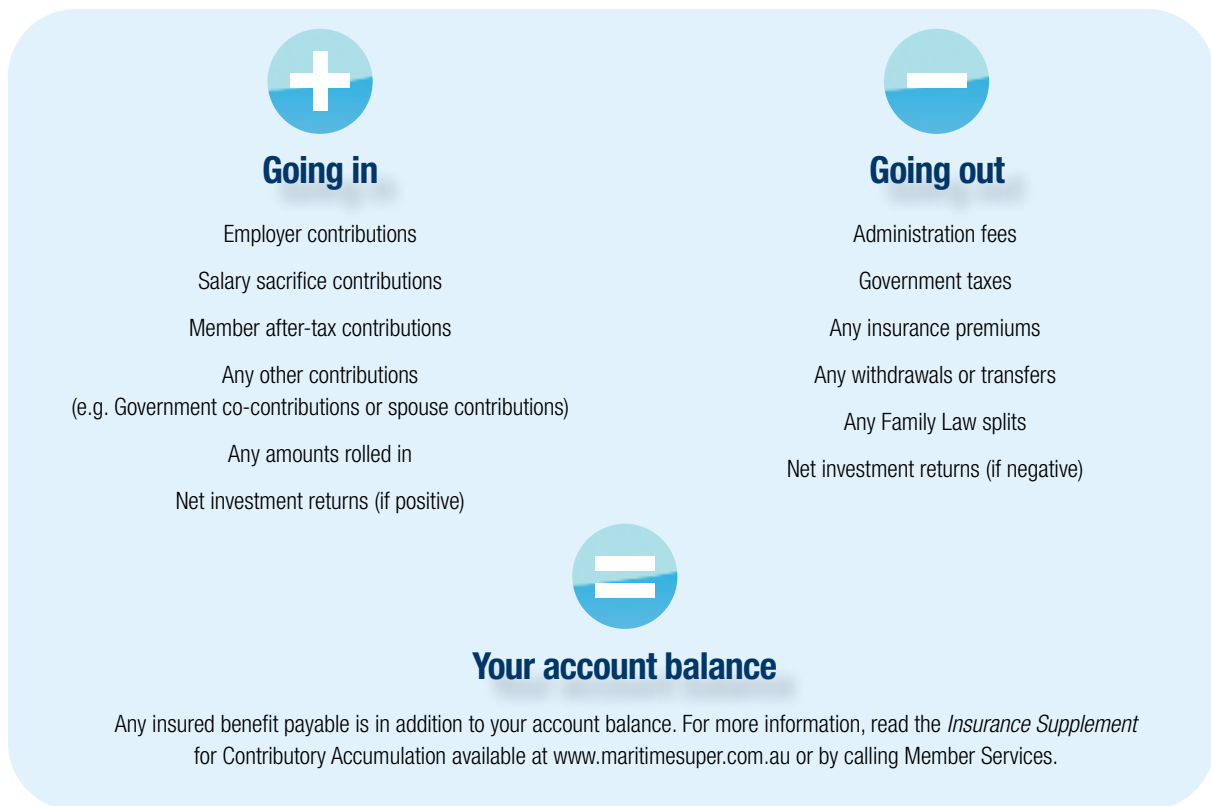 Going in
Employer contributions
Salary sacrifice contributions
Member after-tax contributions
Any other contributions
(e.g. Government co-contributions or spouse contributions)
Any amounts rolled in
Net investment returns (if positive)
Going out
Administration fees
Government taxes
Any insurance premiums
Any withdrawals or transfers
Any Family Law splits
Net investment returns (if negative)
Your account balance
Any insured benefit payable is in addition to your account balance. For more information, read the Insurance Supplement
for Contributory Accumulation available at www.maritimesuper.com.au or by calling Member Services.